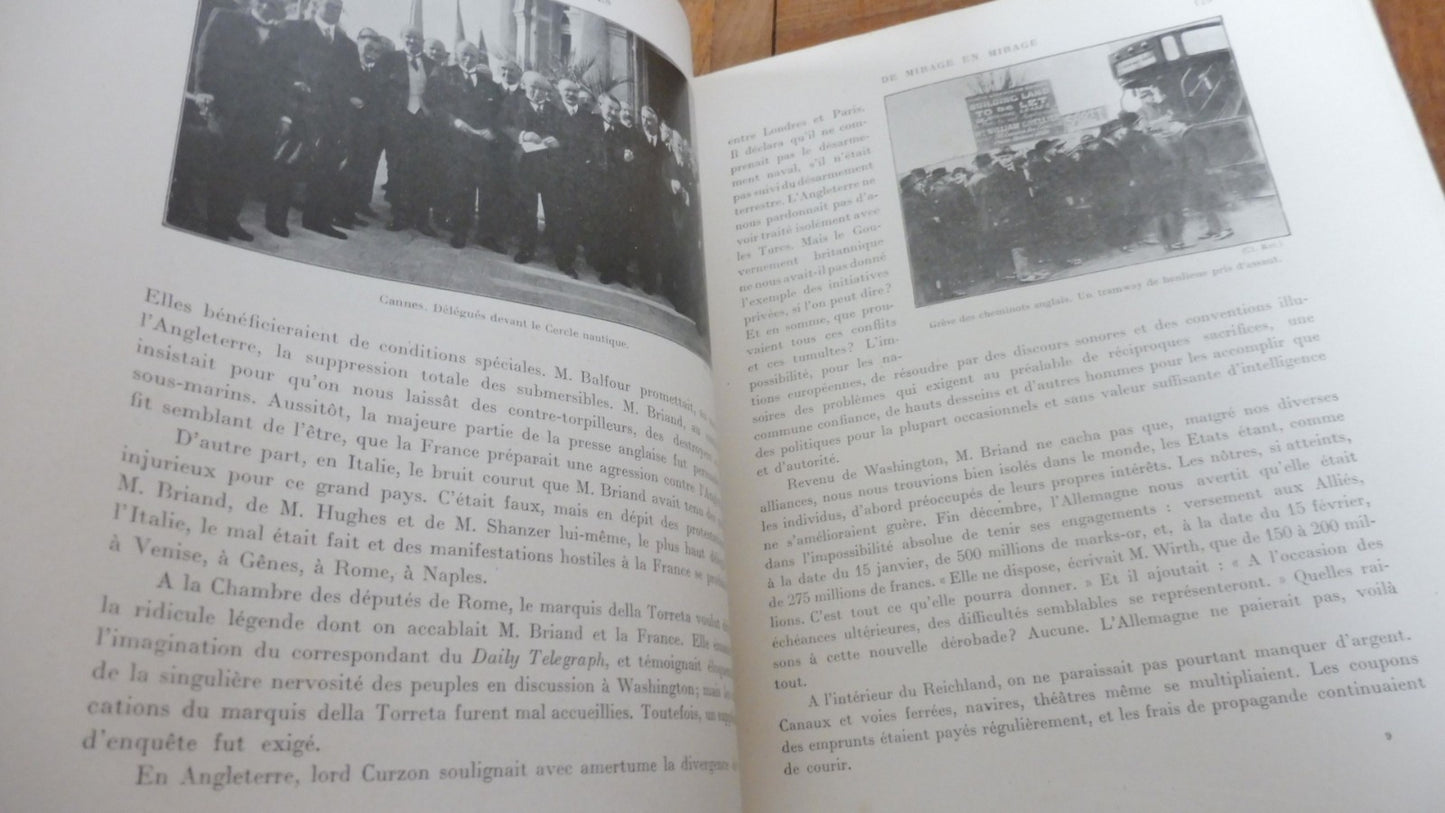 ES
Cannes. Délégués devant le Cercle nautique.
Elles bénéficieraient de conditions spéciales. M. Balfour promettait, au
l'Angleterre, la suppression totale des submersibles. M. Briand, au
insistait pour qu'on nous laissât des contre-torpilleurs, des destroyers
sous-marins. Aussitôt, la majeure partie de la presse anglaise fut
fit semblant de l'être, que la France préparait une agression contre
D'autre part, en Italie, le bruit courut que M. Briand avait tenu des
injurieux pour ce grand pays. C'était faux, mais en dépit des
M. Briand, de M. Hughes et de M. Shanzer lui-même, le plus haut
l'Italie, le mal était fait et des manifestations hostiles à la France se
à Venise, à Gênes, à Rome, à Naples.
A la Chambre des députés de Rome, le marquis della Torreta voulut
la ridicule légende dont on accablait M. Briand et la France. Elle
l'imagination du correspondant du Daily Telegraph, et témoignait
de la singulière nervosité des peuples en discussion à Washington; mais les
cations du marquis della Torreta furent mal accueillies. Toutefois, un
d'enquête fut exigé.
En Angleterre, lord Curzon soulignait avec amertume la divergence
DE MIRAGE EN MIRAGE
BUILDING LAND
TO BE LET
WILLIAM
entre Londres et Paris.
Il déclara qu'il ne com-
prenait pas le désarme-
ment naval, s'il n'était
pas suivi du désarmement
terrestre. L'Angleterre ne
nous pardonnait pas d'a-
voir traité isolément avec
les Turcs. Mais le Gou-
vernement britannique
ne nous avait-il pas donné
l'exemple des initiatives
privées, si l'on peut dire?
Et en somme, que prou-
vaient tous ces conflits
et ces tumultes? L'im-
possibilité, pour les na-
(Cl. Rol.)
Grève des cheminots anglais. Un tramway de banlieue pris d'assaut.
tions européennes, de résoudre par des discours sonores et des conventions illu-
soires des problèmes qui exigent au préalable de réciproques sacrifices, une
commune confiance, de hauts desseins et d'autres hommes pour les accomplir que
des politiques pour la plupart occasionnels et sans valeur suffisante d'intelligence
et d'autorité.
Revenu de Washington, M. Briand ne cacha pas que, malgré nos diverses
alliances, nous nous trouvions bien isolés dans le monde, les Etats étant, comme
les individus, d'abord préoccupés de leurs propres intérêts. Les nôtres, si atteints,
ne s'amélioraient guère. Fin décembre, l'Allemagne nous avertit qu'elle était
dans l'impossibilité absolue de tenir ses engagements : versement aux Alliés,
à la date du 15 janvier, de 500 millions de marks-or, et, à la date du 15 février,
de 275 millions de francs. « Elle ne dispose, écrivait M. Wirth, que de 150 à 200 mil-
lions. C'est tout ce qu'elle pourra donner. » Et il ajoutait : « A l'occasion des
échéances ultérieures, des difficultés semblables se représenteront. » Quelles rai-
sons à cette nouvelle dérobade? Aucune. L'Allemagne ne paierait pas, voilà
tout.
A l'intérieur du Reichland, on ne paraissait pas pourtant manquer d'argent.
Canaux et voies ferrées, navires, théâtres même se multipliaient. Les coupons
des emprunts étaient payés régulièrement, et les frais de propagande continuaient
de courir.
9